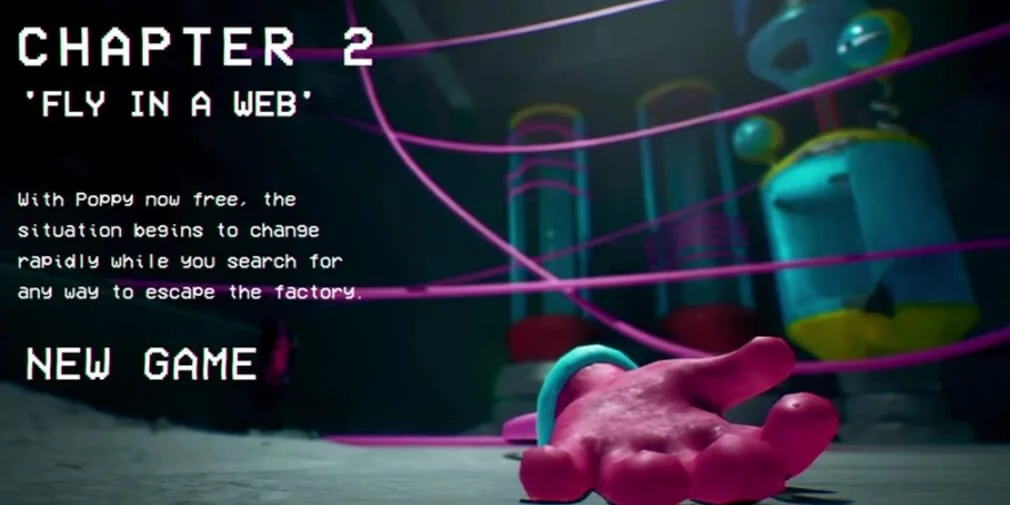 CHAPTER 2
'FLY IN A WEB'
With Poppy now free, the
situation begins to change
rapidly while you search for
any way to escape the factory.
NEW GAME